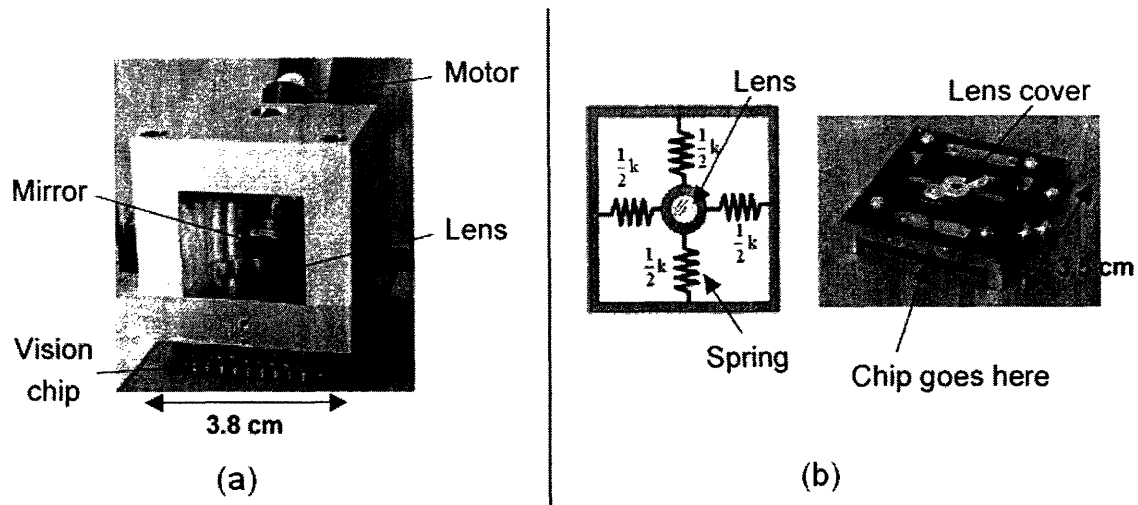 Motor
Mirror
Lens
Vision
chip
3.8 cm
(a)
Lens
Lens cover
1/2 k
1/2 k
1/2 k
1/2 k
Spring
Chip goes here
cm
(b)